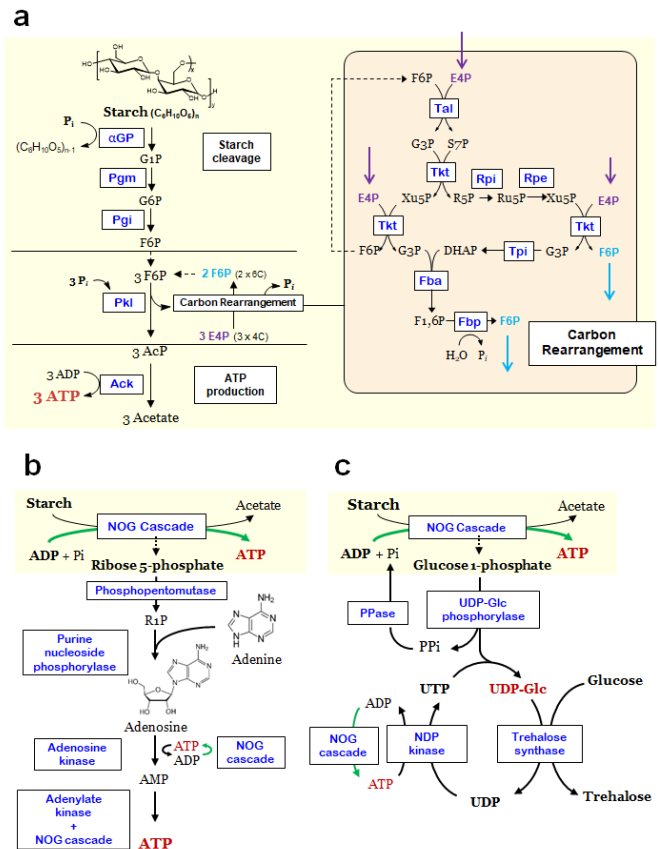 a
Starch (C6H10O5)n
Pi
(C6H10O5)n-1
αGP
Starch
cleavage
G1P
Pgm
G6P
Pgi
F6P
3 F6P
2 F6P (2 x 6C)
Pi
3 Pi
Pkl
Carbon Rearrangement
3 E4P (3 x 4C)
3 AcP
3 ADP
Ack
3 ATP
ATP
production
3 Acetate
F6P E4P
Tal
G3P S7P
Tkt
Rpi
Rpe
E4P
Xu5P
R5P
Ru5P
Xu5P
E4P
Tkt
Tkt
F6P
G3P
DHAP
Tpi
G3P
F6P
Fba
F1,6P
Fbp
F6P
H2O
Pi
Carbon
Rearrangement
b
Starch
Acetate
NOG Cascade
ADP + Pi
ATP
Ribose 5-phosphate
Phosphopentomutase
R1P
NH2
N
N
N
N
H
Adenine
Purine
nucleoside
phosphorylase
NH2
N
N
N
N
HO
O
OH
OH
Adenosine
Adenosine
kinase
ATP
ADP
NOG
cascade
AMP
Adenylate
kinase
+
NOG cascade
ATP
c
Starch
Acetate
NOG Cascade
ADP + Pi
ATP
Glucose 1-phosphate
PPase
UDP-Glc
phosphorylase
PPi
UTP
UDP-Glc
Glucose
ADP
NOG
cascade
NDP
kinase
Trehalose
synthase
ATP
UDP
Trehalose